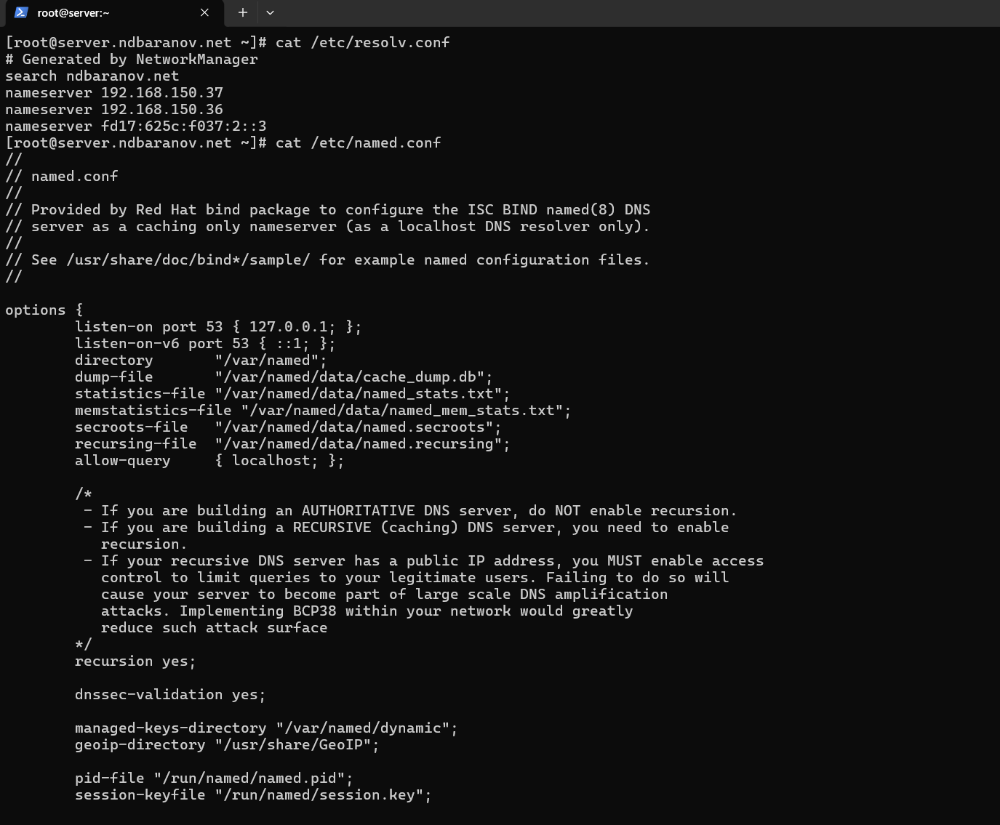 root@server:~
[root@server.ndbaranov.net ~]# cat /etc/resolv.conf
# Generated by NetworkManager
search ndbaranov.net
nameserver 192.168.150.37
nameserver 192.168.150.36
nameserver fd17:625c:f037:2::3
[root@server.ndbaranov.net ~]# cat /etc/named.conf
//
// named.conf
//
// Provided by Red Hat bind package to configure the ISC BIND named(8) DNS
// server as a caching only nameserver (as a localhost DNS resolver only).
//
// See /usr/share/doc/bind*/sample/ for example named configuration files.
//
options {
        listen-on port 53 { 127.0.0.1; };
        listen-on-v6 port 53 { ::1; };
        directory       "/var/named";
        dump-file       "/var/named/data/cache_dump.db";
        statistics-file "/var/named/data/named_stats.txt";
        memstatistics-file "/var/named/data/named_mem_stats.txt";
        secroots-file   "/var/named/data/named.secroots";
        recursing-file  "/var/named/data/named.recursing";
        allow-query     { localhost; };
        /*
         - If you are building an AUTHORITATIVE DNS server, do NOT enable recursion.
         - If you are building a RECURSIVE (caching) DNS server, you need to enable
           recursion.
         - If your recursive DNS server has a public IP address, you MUST enable access
           control to limit queries to your legitimate users. Failing to do so will
           cause your server to become part of large scale DNS amplification
           attacks. Implementing BCP38 within your network would greatly
           reduce such attack surface
        */
        recursion yes;
        dnssec-validation yes;
        managed-keys-directory "/var/named/dynamic";
        geoip-directory "/usr/share/GeoIP";
        pid-file "/run/named/named.pid";
        session-keyfile "/run/named/session.key";